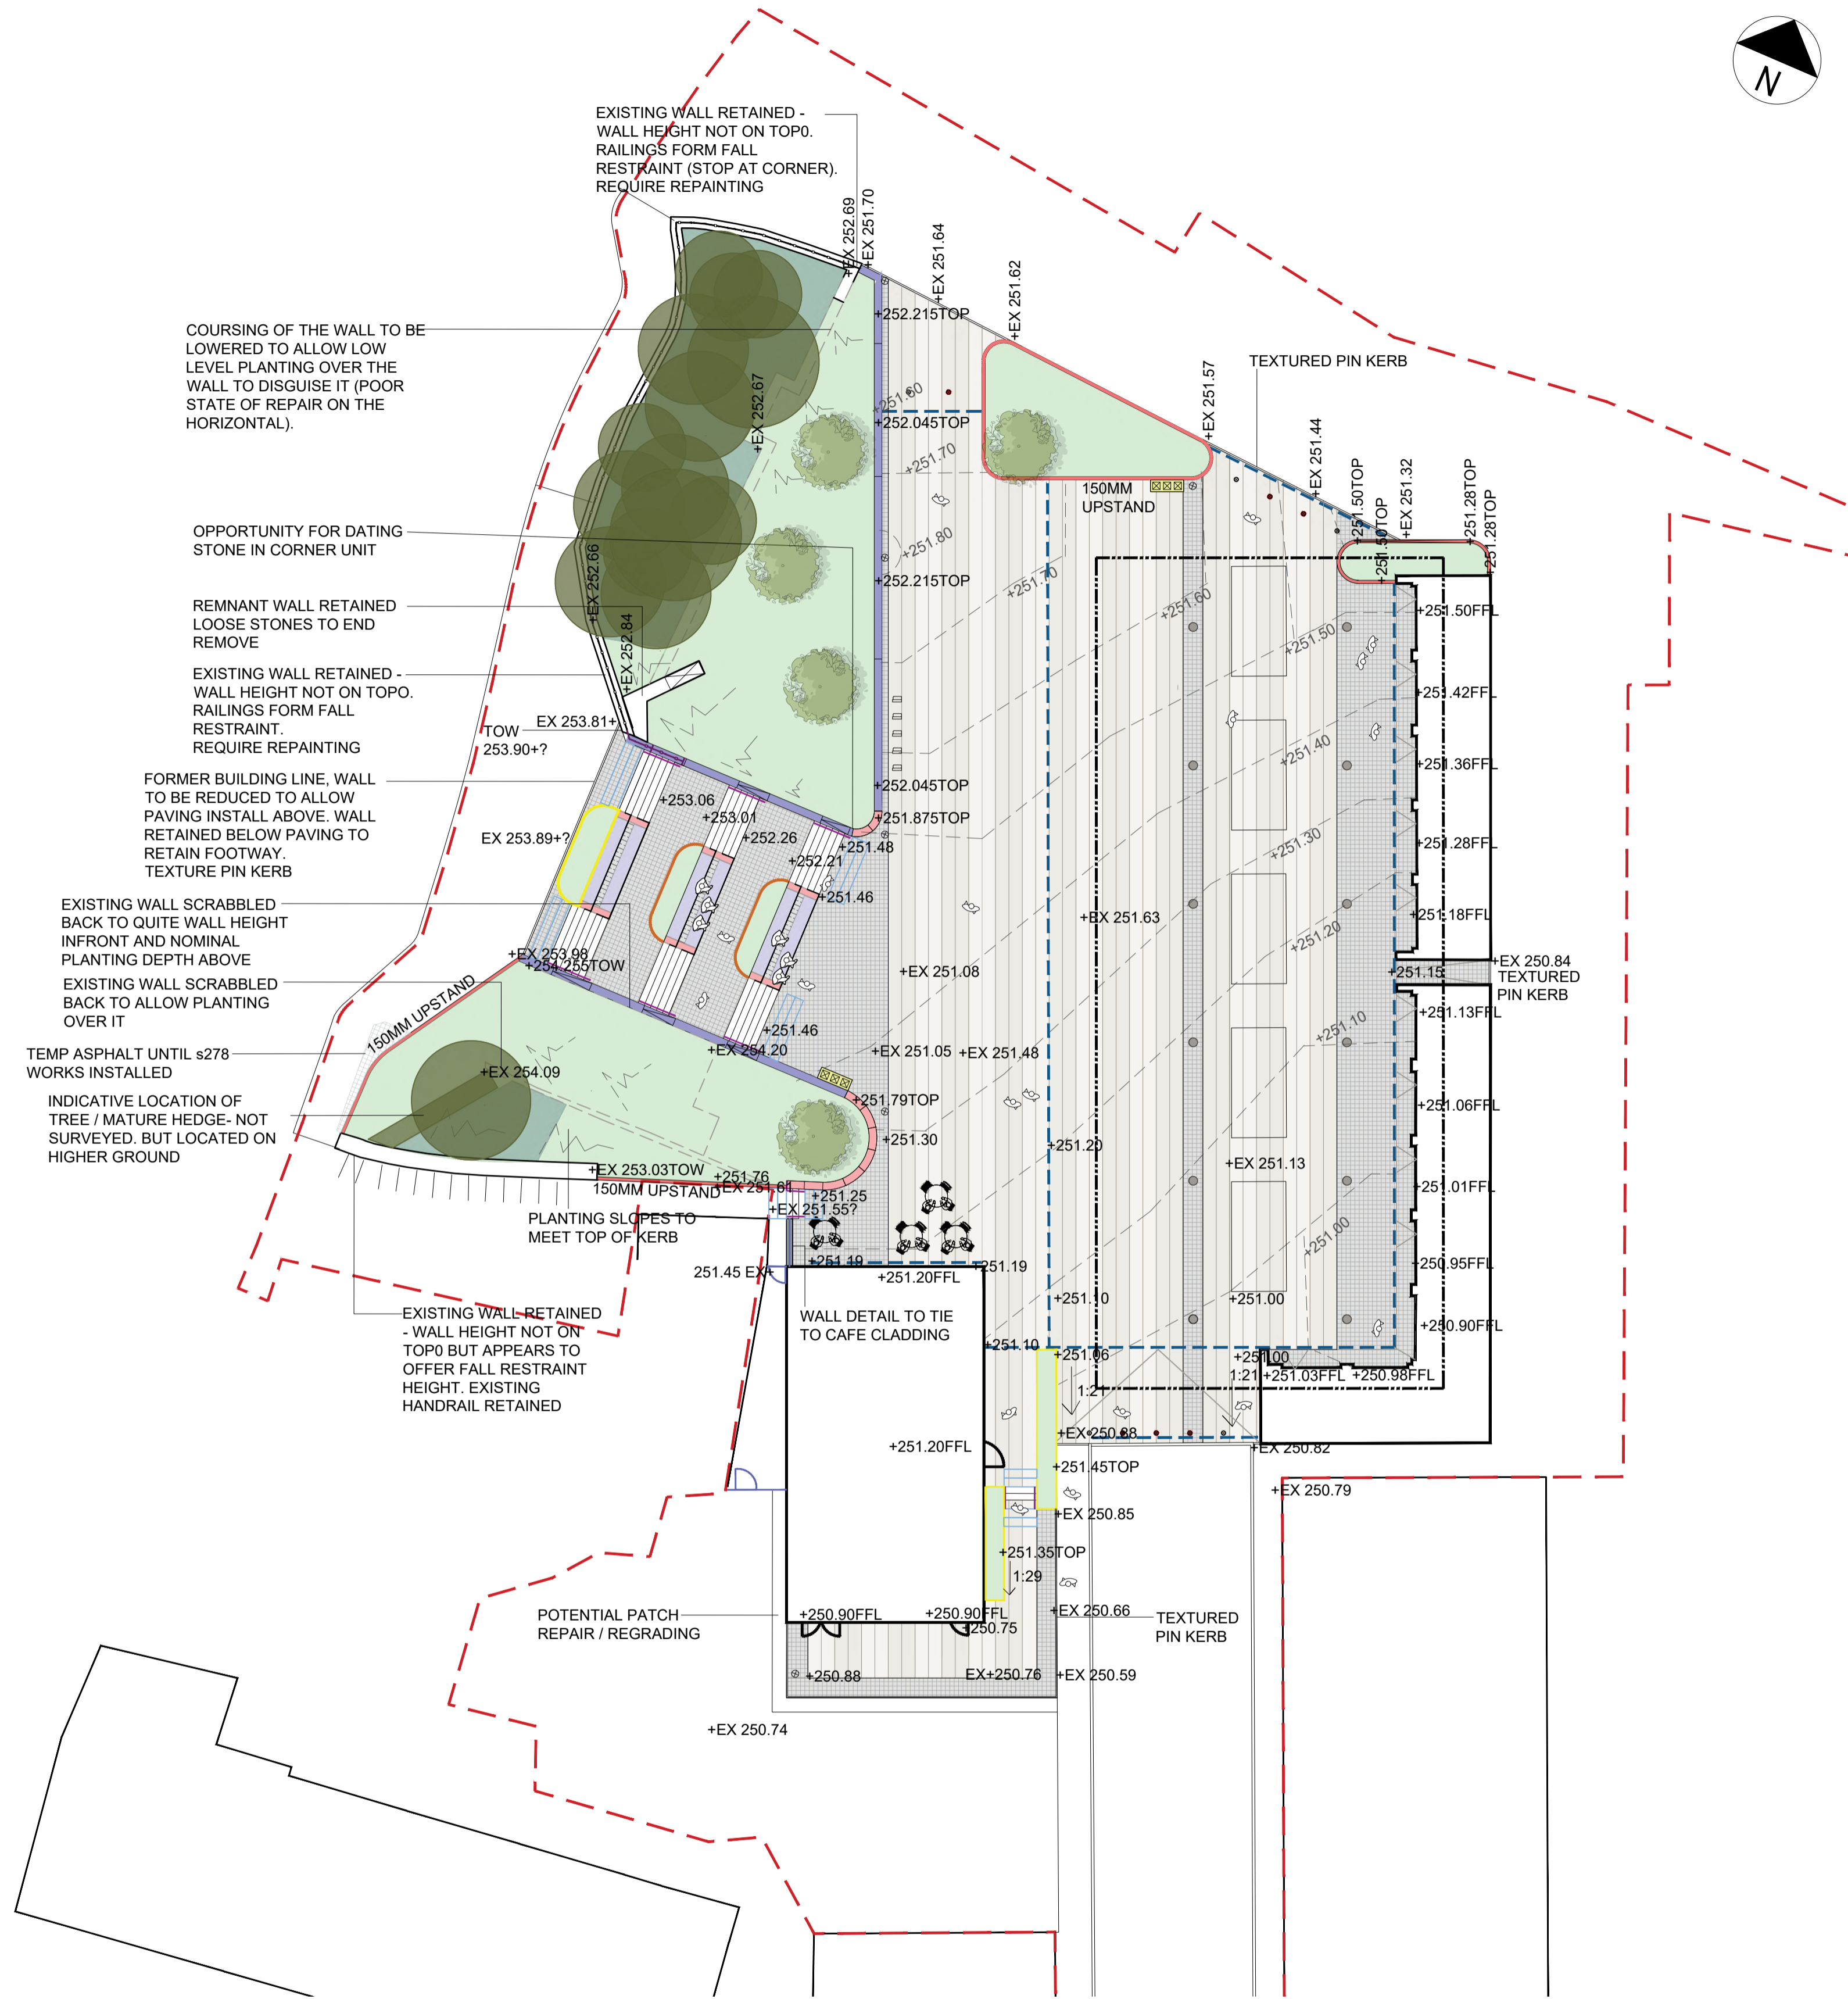 N
EXISTING WALL RETAINED -
WALL HEIGHT NOT ON TOP0.
RAILINGS FORM FALL
RESTRAINT (STOP AT CORNER).
REQUIRE REPAINTING
+EX 252.69
+EX 251.70
+EX 251.64
+EX 251.62
+252.215TOP
COURSING OF THE WALL TO BE
LOWERED TO ALLOW LOW
LEVEL PLANTING OVER THE
WALL TO DISGUISE IT (POOR
STATE OF REPAIR ON THE
HORIZONTAL).
+EX 252.67
+251.60
+252.045TOP
+251.70
TEXTURED PIN KERB
+EX 251.57
+EX 251.44
+251.50TOP
+251.50TOP
+EX 251.32
+251.28TOP
+251.28TOP
150MM
UPSTAND
OPPORTUNITY FOR DATING
STONE IN CORNER UNIT
+251.80
+252.215TOP
+251.70
+251.60
+251.50
+251.50FFL
+EX 252.66
+EX 252.84
REMNANT WALL RETAINED
LOOSE STONES TO END
REMOVE
EXISTING WALL RETAINED -
WALL HEIGHT NOT ON TOPO.
RAILINGS FORM FALL
RESTRAINT.
REQUIRE REPAINTING
+251.42FFL
EX 253.81+
TOW
253.90+?
+251.40
+251.36FFL
FORMER BUILDING LINE, WALL
TO BE REDUCED TO ALLOW
PAVING INSTALL ABOVE. WALL
RETAINED BELOW PAVING TO
RETAIN FOOTWAY.
TEXTURE PIN KERB
+253.06
+253.01
+252.26
+252.21
+252.045TOP
+251.875TOP
+251.48
+251.46
EX 253.89+?
+251.30
+251.28FFL
EXISTING WALL SCRABBLED
BACK TO QUITE WALL HEIGHT
INFRONT AND NOMINAL
PLANTING DEPTH ABOVE
+EX 251.63
+251.18FFL
+251.20
+EX 253.98
+254.255TOW
+EX 251.08
+251.15
+EX 250.84
TEXTURED
PIN KERB
EXISTING WALL SCRABBLED
BACK TO ALLOW PLANTING
OVER IT
150MM UPSTAND
+251.46
+251.10
+251.13FFL
TEMP ASPHALT UNTIL s278
WORKS INSTALLED
+EX 254.20
+EX 251.05
+EX 251.48
+EX 254.09
INDICATIVE LOCATION OF
TREE / MATURE HEDGE- NOT
SURVEYED. BUT LOCATED ON
HIGHER GROUND
+251.79TOP
+251.06FFL
+251.30
+251.20
+EX 251.13
+EX 253.03TOW
+251.76
150MM UPSTAND
+EX 251.61
+251.25
+EX 251.55?
+251.01FFL
PLANTING SLOPES TO
MEET TOP OF KERB
+251.00
251.45 EX+
+251.19
+251.20FFL
+251.19
+250.95FFL
+251.10
+251.00
WALL DETAIL TO TIE
TO CAFE CLADDING
EXISTING WALL RETAINED
- WALL HEIGHT NOT ON
TOP0 BUT APPEARS TO
OFFER FALL RESTRAINT
HEIGHT. EXISTING
HANDRAIL RETAINED
+250.90FFL
+251.10
+251.06
+251.00
1:21
+251.03FFL
+250.98FFL
1:21
+251.20FFL
+EX 250.88
+EX 250.82
+251.45TOP
+EX 250.79
+EX 250.85
+251.35TOP
1:29
+EX 250.66
TEXTURED
PIN KERB
POTENTIAL PATCH
REPAIR / REGRADING
+250.90FFL
+250.90FFL
+250.75
+250.88
EX+250.76
+EX 250.59
+EX 250.74